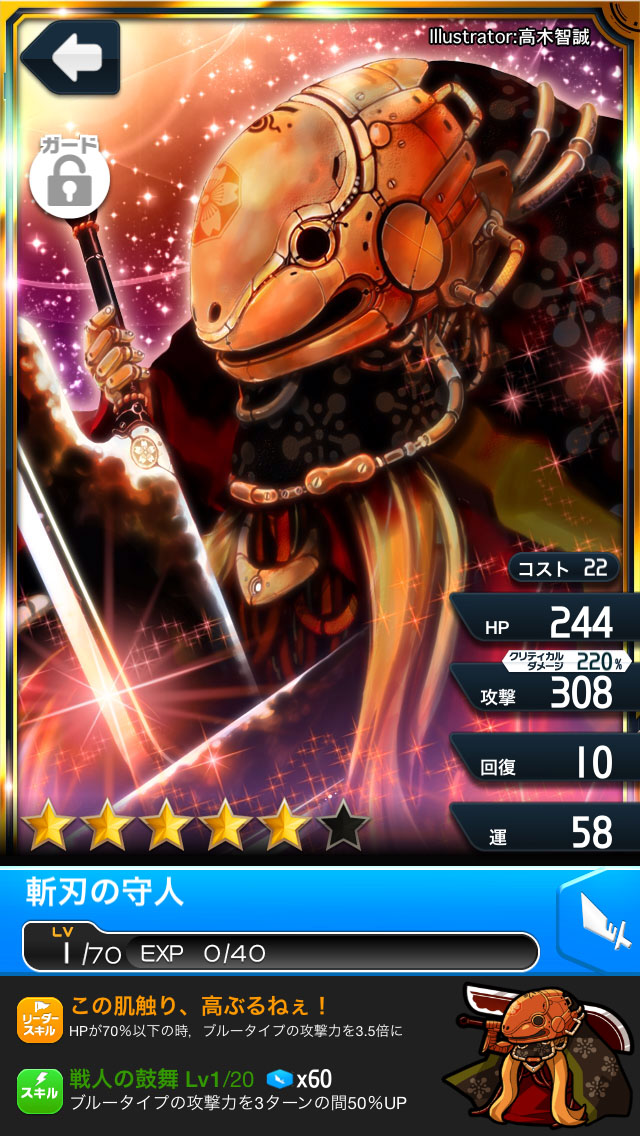 Illustrator:高木智誠
ガード
コスト 22
HP 244
クリティカル
ダメージ 220%
攻撃 308
回復 10
運 58
斬刃の守人
LV
1/70 EXP 0/40
リーダー
スキル
この肌触り、高ぶるねぇ！
HPが70%以下の時，ブルータイプの攻撃力を3.5倍に
スキル
戦人の鼓舞 Lv1/20 x60
ブルータイプの攻撃力を3ターンの間50%UP